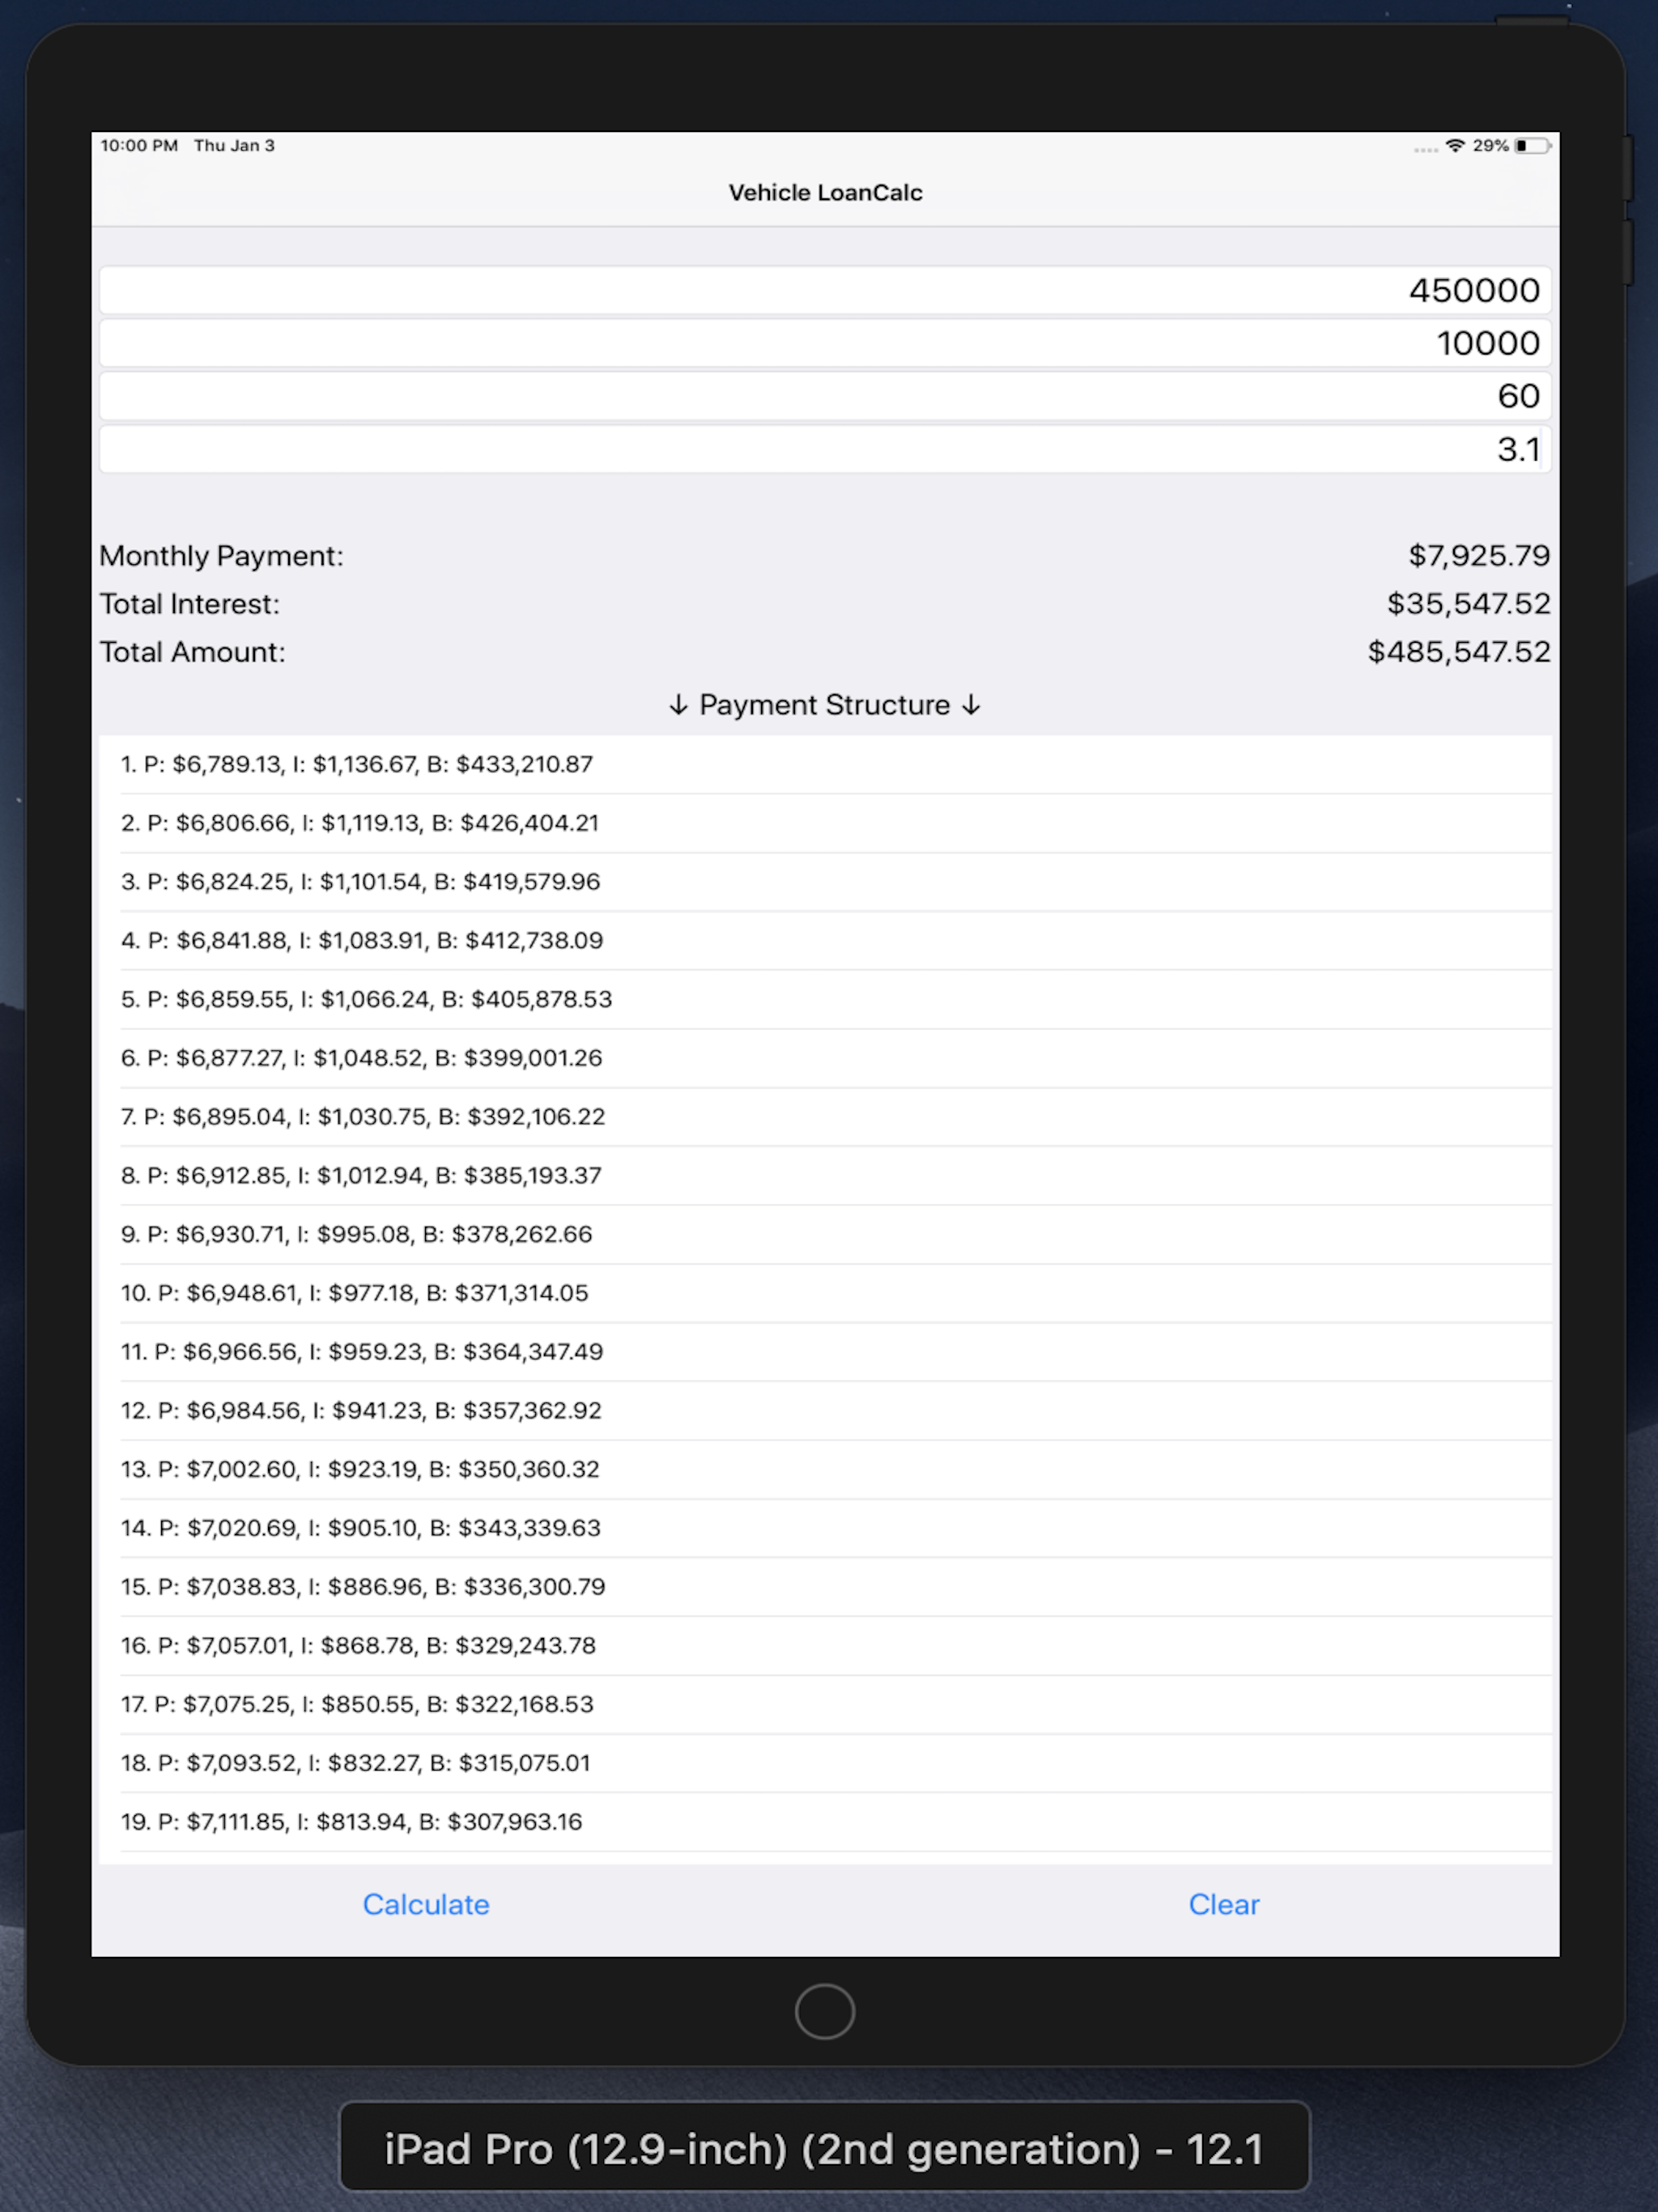 10:00 PM Thu Jan 3 29%
Vehicle LoanCalc
450000
10000
60
3.1
Monthly Payment: $7,925.79
Total Interest: $35,547.52
Total Amount: $485,547.52
↓ Payment Structure ↓
1. P: $6,789.13, I: $1,136.67, B: $433,210.87
2. P: $6,806.66, I: $1,119.13, B: $426,404.21
3. P: $6,824.25, I: $1,101.54, B: $419,579.96
4. P: $6,841.88, I: $1,083.91, B: $412,738.09
5. P: $6,859.55, I: $1,066.24, B: $405,878.53
6. P: $6,877.27, I: $1,048.52, B: $399,001.26
7. P: $6,895.04, I: $1,030.75, B: $392,106.22
8. P: $6,912.85, I: $1,012.94, B: $385,193.37
9. P: $6,930.71, I: $995.08, B: $378,262.66
10. P: $6,948.61, I: $977.18, B: $371,314.05
11. P: $6,966.56, I: $959.23, B: $364,347.49
12. P: $6,984.56, I: $941.23, B: $357,362.92
13. P: $7,002.60, I: $923.19, B: $350,360.32
14. P: $7,020.69, I: $905.10, B: $343,339.63
15. P: $7,038.83, I: $886.96, B: $336,300.79
16. P: $7,057.01, I: $868.78, B: $329,243.78
17. P: $7,075.25, I: $850.55, B: $322,168.53
18. P: $7,093.52, I: $832.27, B: $315,075.01
19. P: $7,111.85, I: $813.94, B: $307,963.16
Calculate Clear
iPad Pro (12.9-inch) (2nd generation) - 12.1